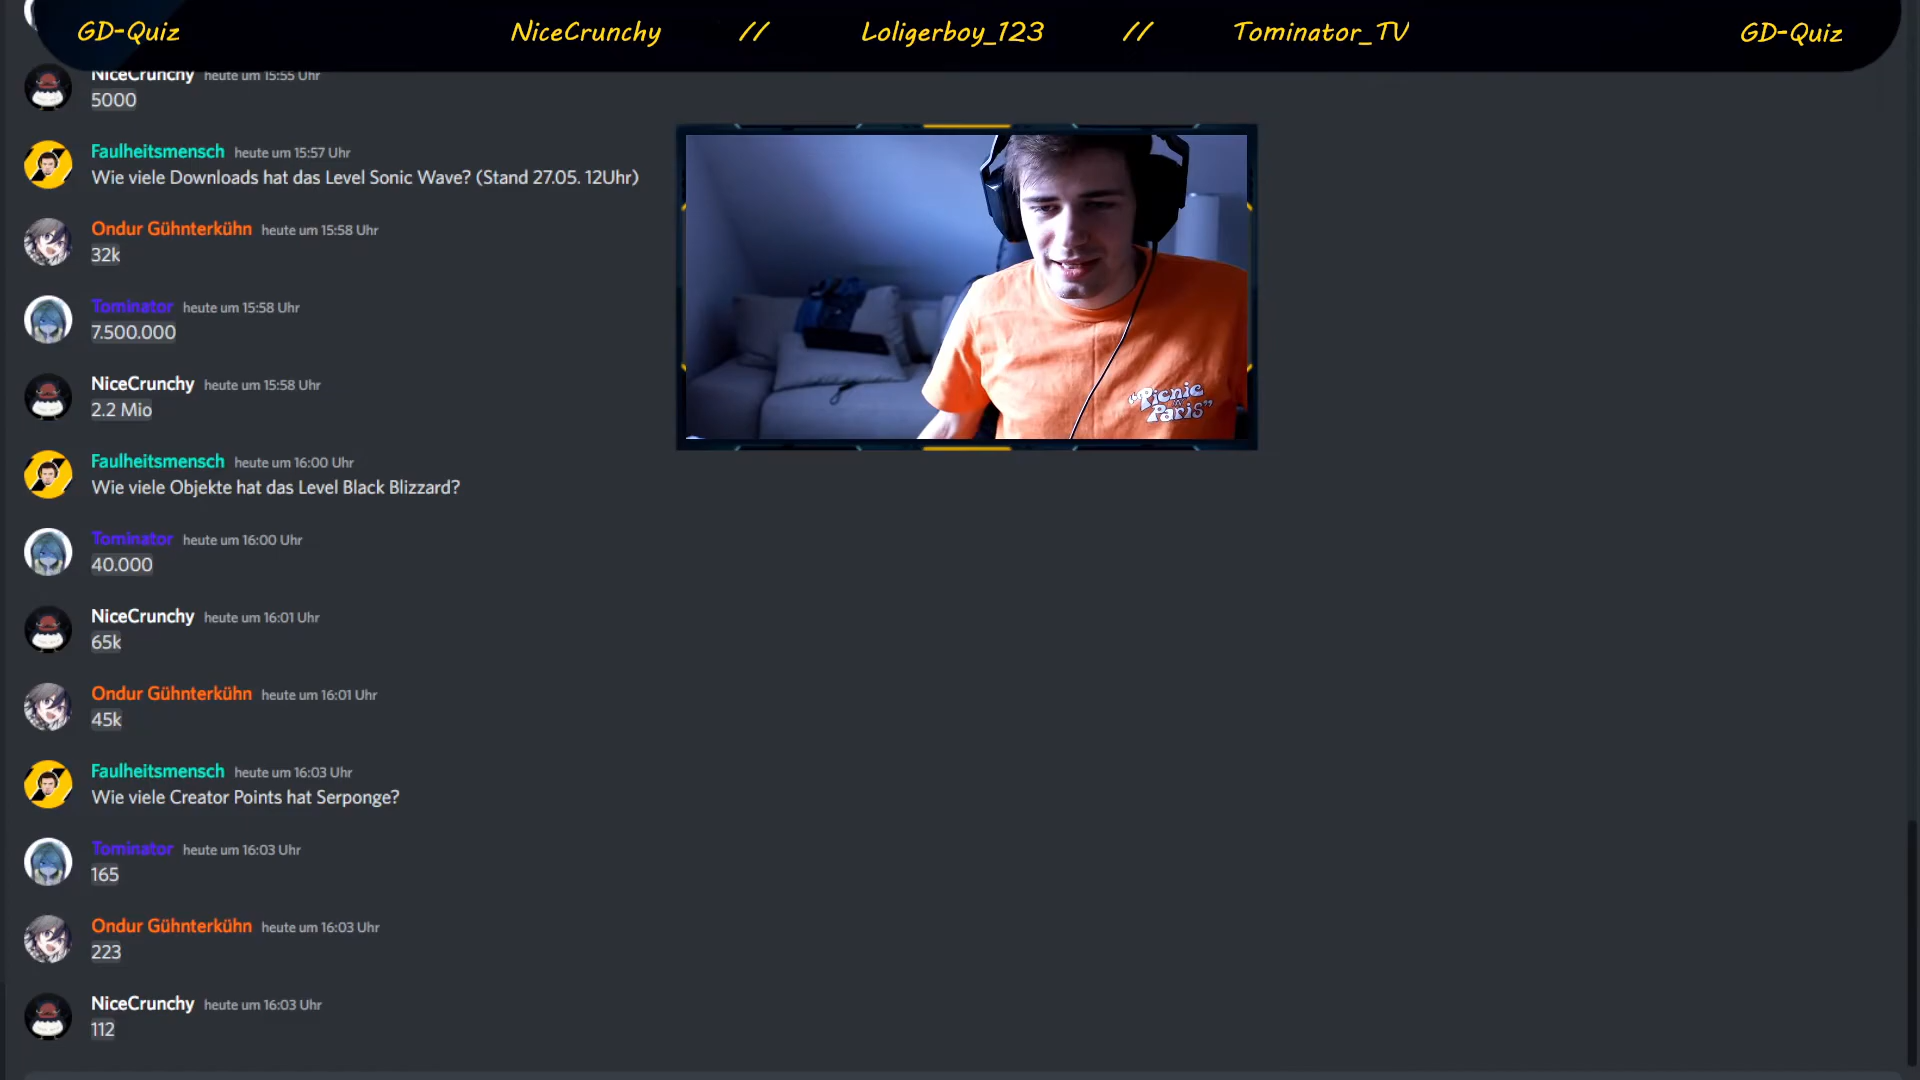 GD-Quiz NiceCrunchy // Loligerboy_123 // Tominator_TV GD-Quiz
NiceCrunchy heute um 15:55 Uhr
5000
Faulheitsmensch heute um 15:57 Uhr
Wie viele Downloads hat das Level Sonic Wave? (Stand 27.05. 12Uhr)
Ondur Gühnterkühn heute um 15:58 Uhr
32k
Tominator heute um 15:58 Uhr
7.500.000
NiceCrunchy heute um 15:58 Uhr
2.2 Mio
Faulheitsmensch heute um 16:00 Uhr
Wie viele Objekte hat das Level Black Blizzard?
Tominator heute um 16:00 Uhr
40.000
NiceCrunchy heute um 16:01 Uhr
65k
Ondur Gühnterkühn heute um 16:01 Uhr
45k
Faulheitsmensch heute um 16:03 Uhr
Wie viele Creator Points hat Serponge?
Tominator heute um 16:03 Uhr
165
Ondur Gühnterkühn heute um 16:03 Uhr
223
NiceCrunchy heute um 16:03 Uhr
112
"Picnic
in
Paris"